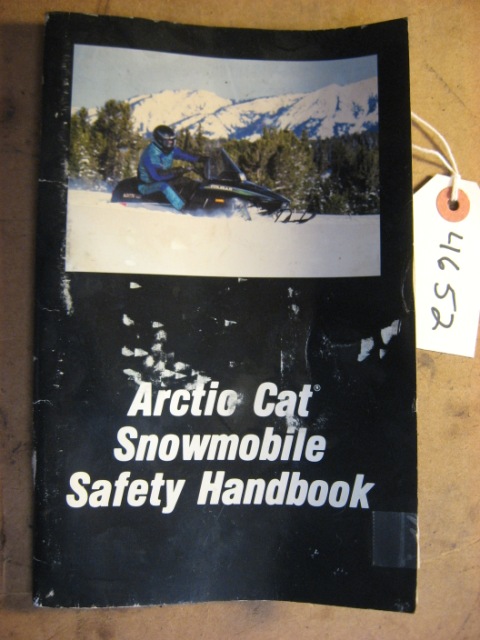 Arctic Cat®
Snowmobile
Safety Handbook
4652